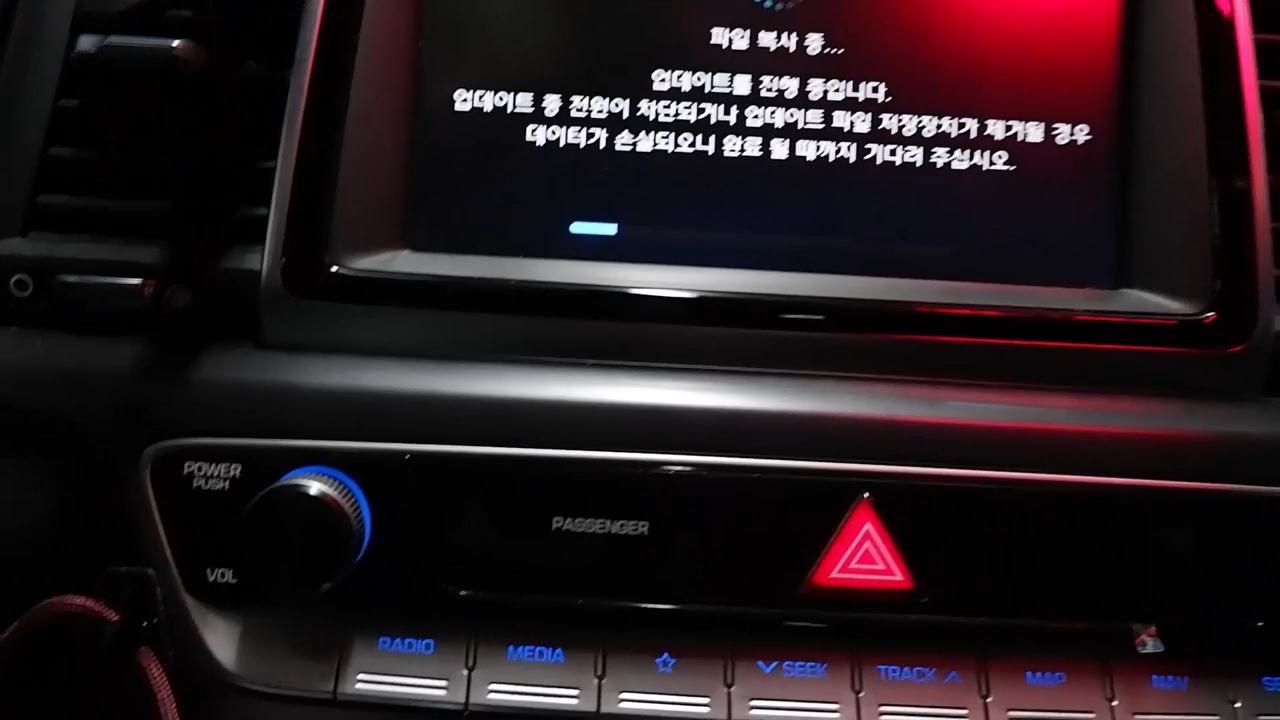 파일 복사 중...
업데이트를 진행 중입니다.
업데이트 중 전원이 차단되거나 업데이트 파일 저장장치가 제거될 경우
데이터가 손실되오니 완료 될 때까지 기다려 주십시오.
POWER
PUSH
VOL
PASSENGER
RADIO
MEDIA
SEEK
TRACK
MAP
NAV
SE